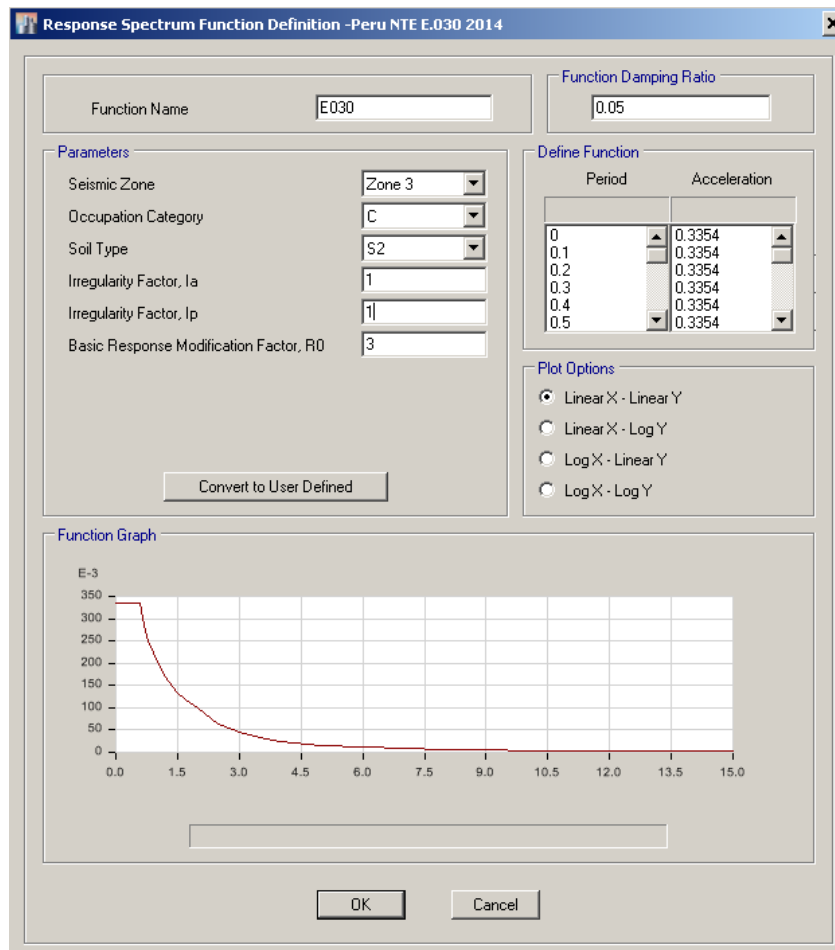 Response Spectrum Function Definition -Peru NTE E.030 2014
Function Name
E030
Function Damping Ratio
0.05
Parameters
Seismic Zone
Zone 3
Occupation Category
C
Soil Type
S2
Irregularity Factor, Ia
1
Irregularity Factor, Ip
1
Basic Response Modification Factor, R0
3
Convert to User Defined
Define Function
Period Acceleration
0 0.3354
0.1 0.3354
0.2 0.3354
0.3 0.3354
0.4 0.3354
0.5 0.3354
Plot Options
Linear X - Linear Y
Linear X - Log Y
Log X - Linear Y
Log X - Log Y
Function Graph
E-3
350
300
250
200
150
100
50
0
0.0 1.5 3.0 4.5 6.0 7.5 9.0 10.5 12.0 13.5 15.0
OK Cancel